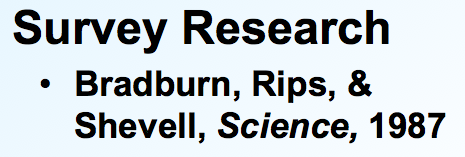 Survey Research
• Bradburn, Rips, &
Shevell, Science, 1987